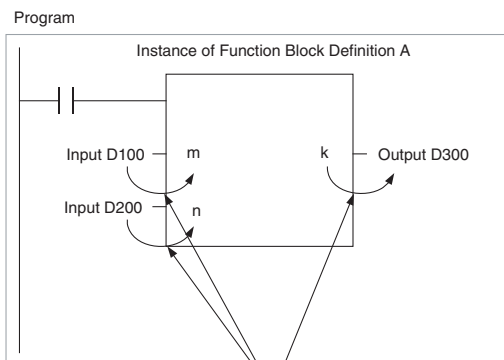 Program
Instance of Function Block Definition A
Input D100 m k Output D300
Input D200 n